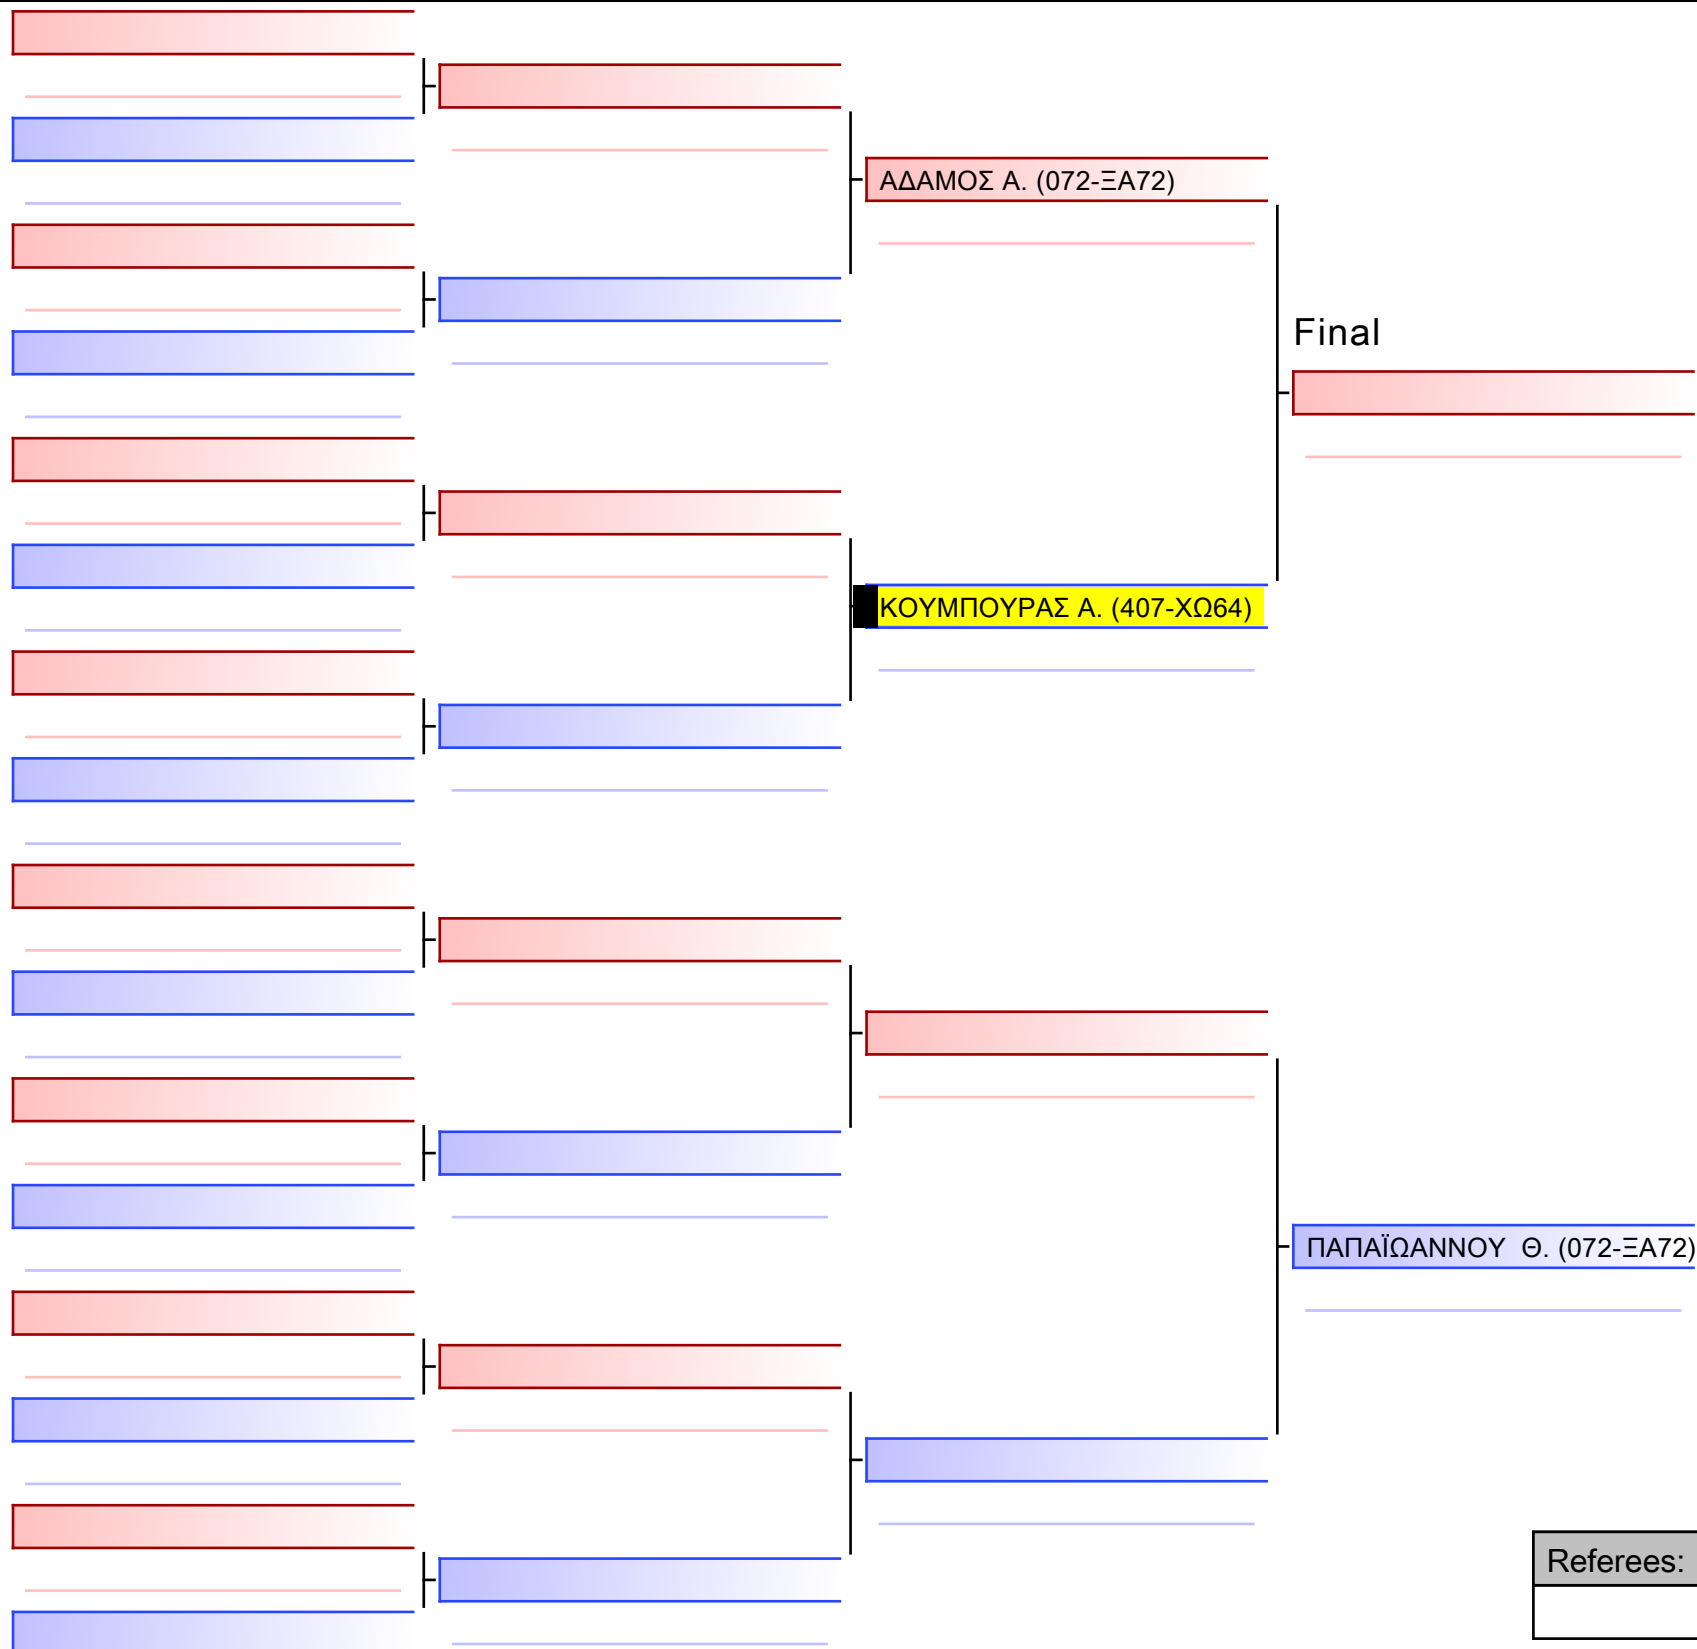 ΑΔΑΜΟΣ Α. (072-ΞΑ72)
Final
ΚΟΥΜΠΟΥΡΑΣ Α. (407-ΧΩ64)
ΠΑΠΑΪΩΑΝΝΟΥ  Θ. (072-ΞΑ72)
Referees: